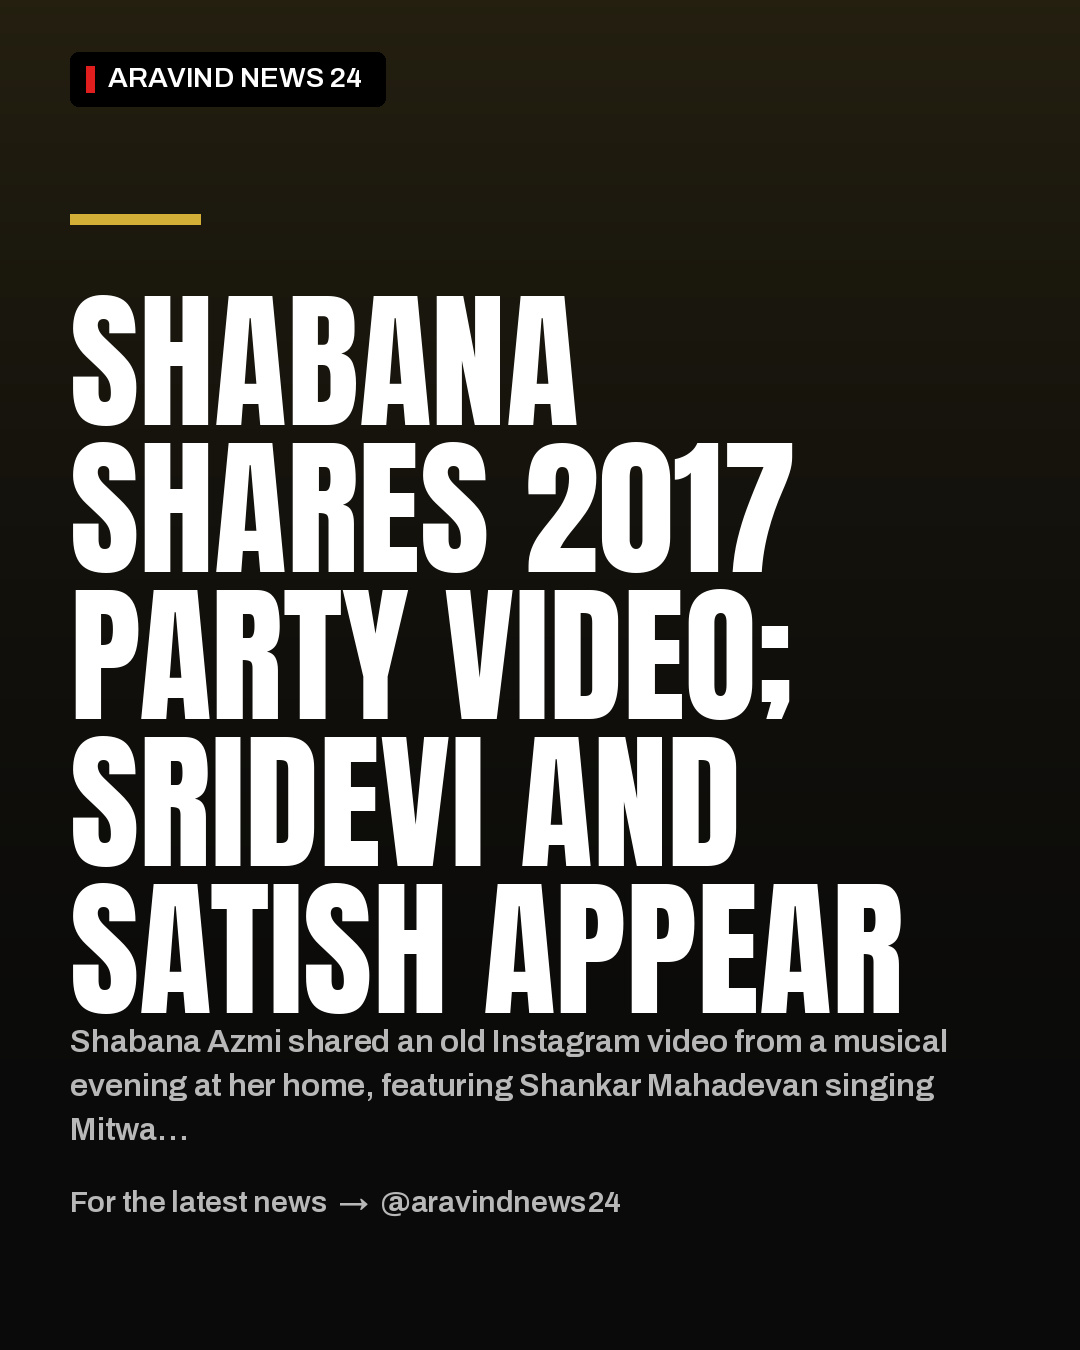 ARAVIND NEWS 24
SHABANA
SHARES 2017
PARTY VIDEO;
SRIDEVI AND
SATISH APPEAR
Shabana Azmi shared an old Instagram video from a musical
evening at her home, featuring Shankar Mahadevan singing
Mitwa...
For the latest news → @aravindnews24